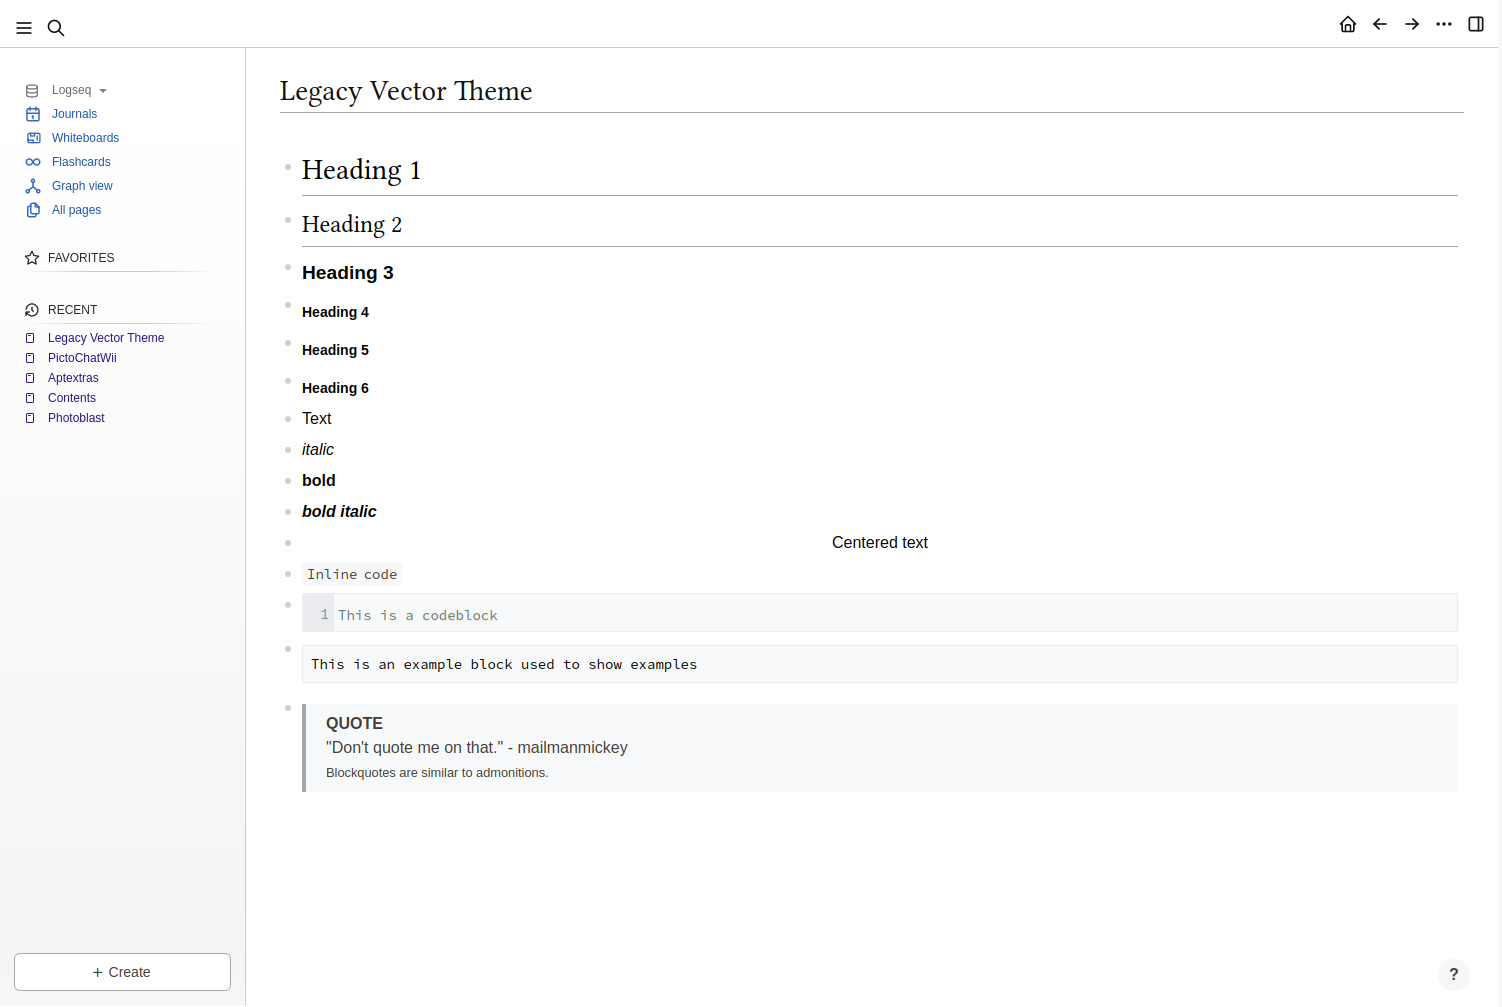 Logseq
Journals
Whiteboards
Flashcards
Graph view
All pages
FAVORITES
RECENT
Legacy Vector Theme
PictoChatWii
Aptextras
Contents
Photoblast
+ Create
Legacy Vector Theme
Heading 1
Heading 2
Heading 3
Heading 4
Heading 5
Heading 6
Text
italic
bold
bold italic
Centered text
Inline code
1 This is a codeblock
This is an example block used to show examples
QUOTE
"Don't quote me on that." - mailmanmickey
Blockquotes are similar to admonitions.
?